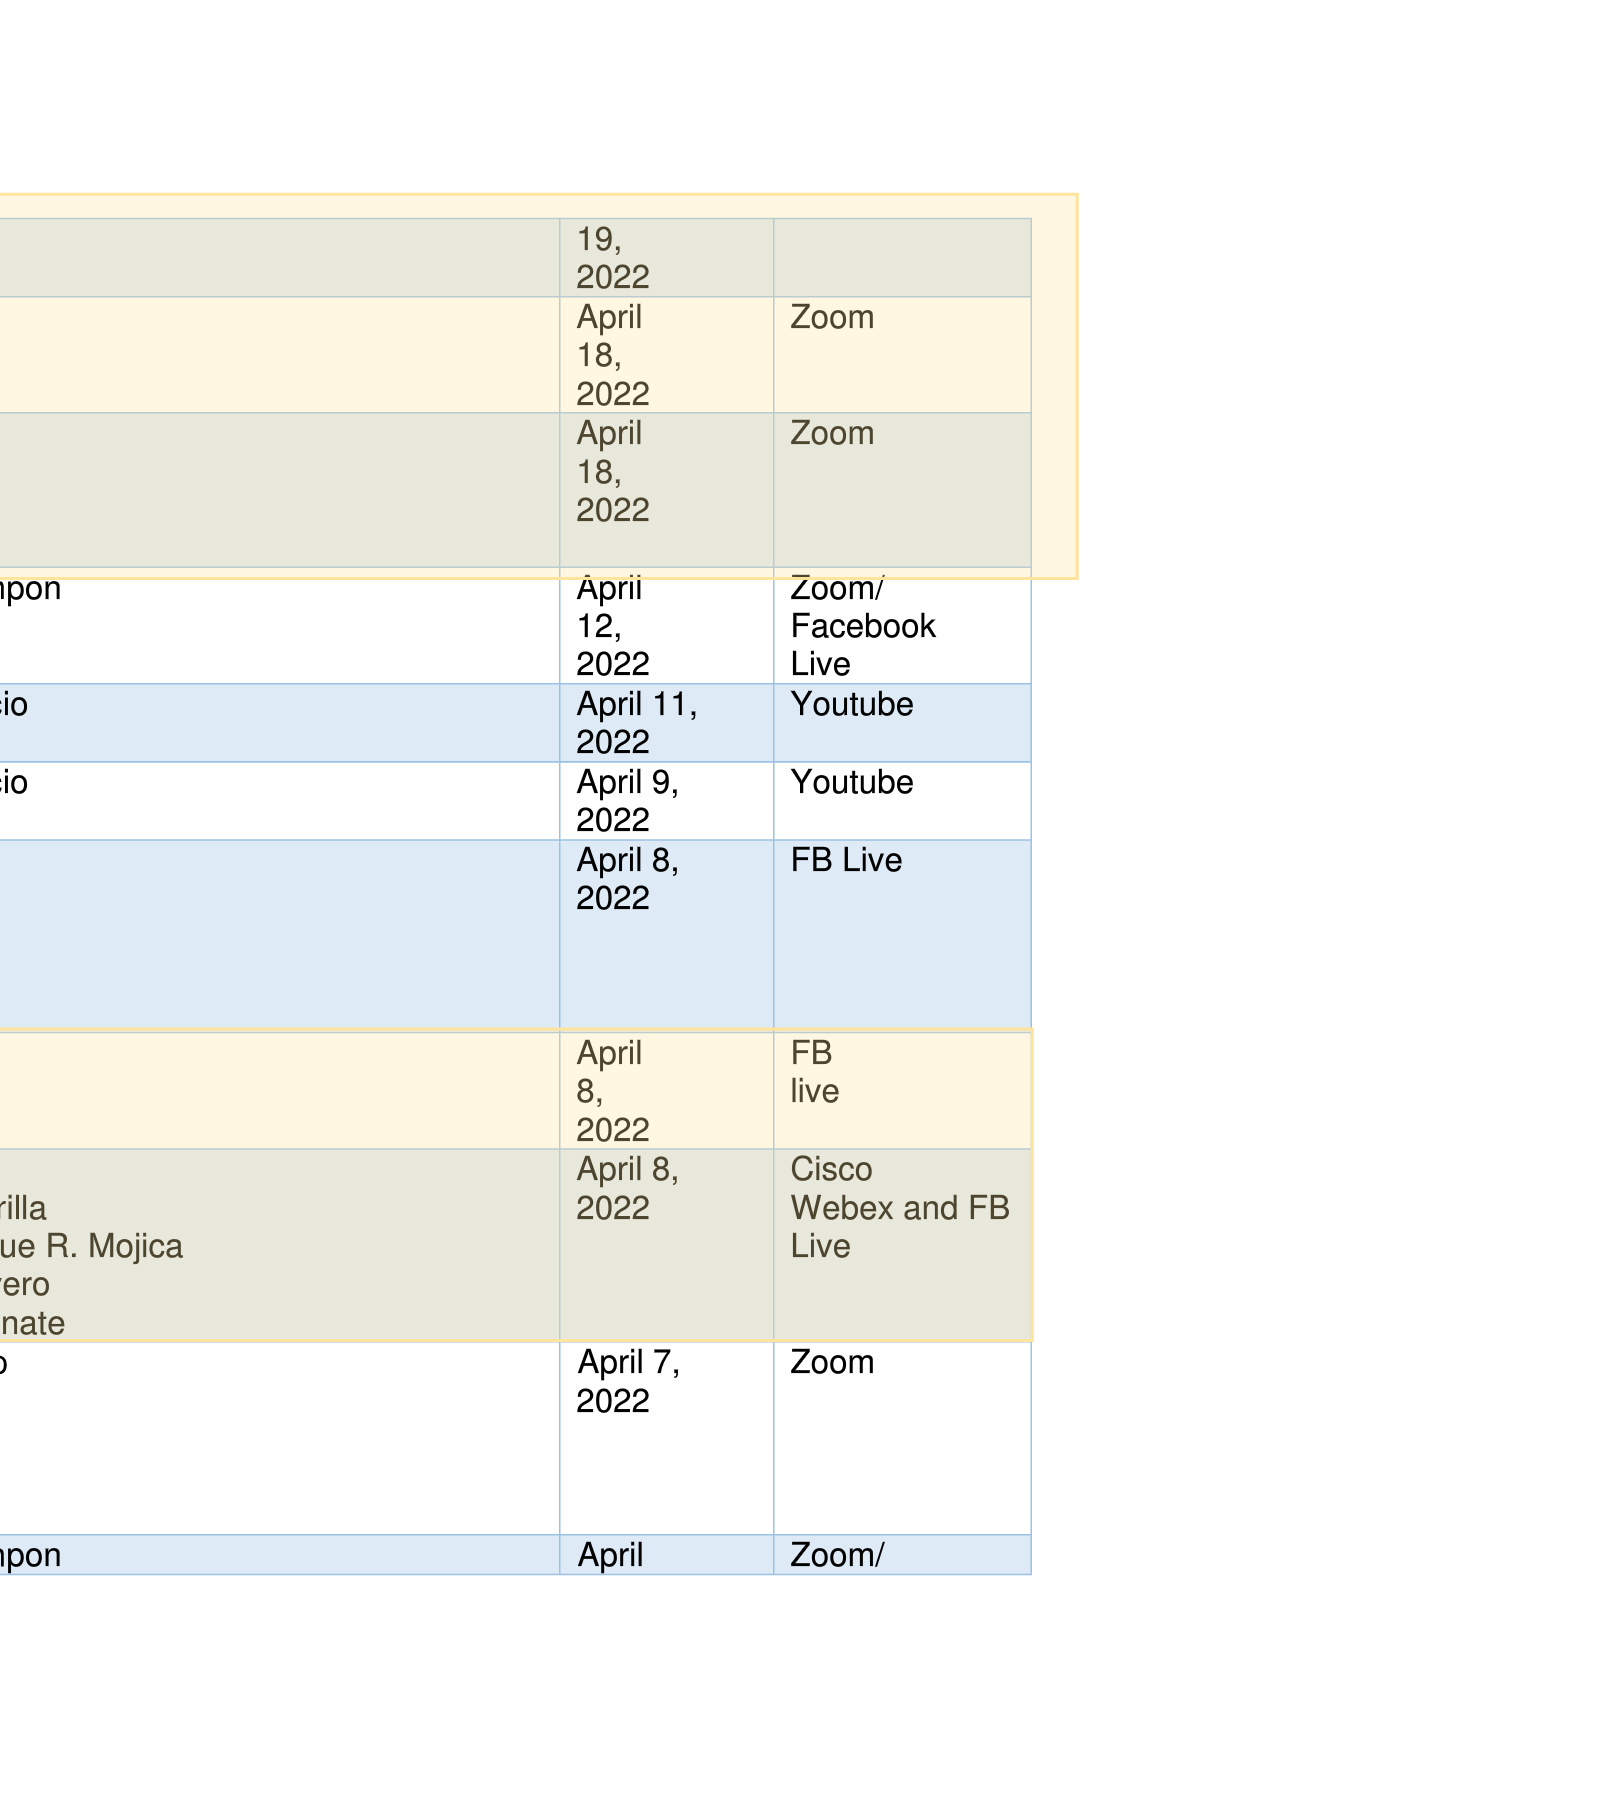 19,
2022
April Zoom
18,
2022
April Zoom
18,
2022
npon April Zoom/
12, Facebook
2022 Live
cio April 11, Youtube
2022
cio April 9, Youtube
2022
April 8, FB Live
2022
April FB
8, live
2022
April 8, Cisco
rilla 2022 Webex and FB
ue R. Mojica Live
vero
nate
o April 7, Zoom
2022
npon April Zoom/